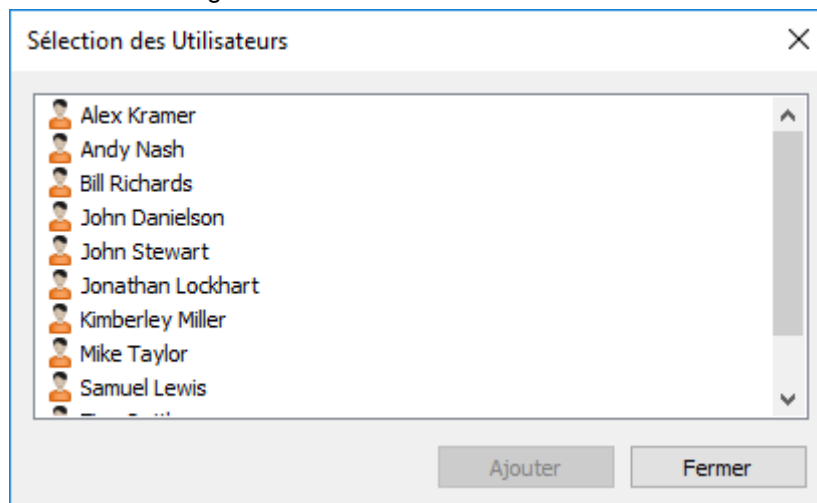 Sélection des Utilisateurs
Alex Kramer
Andy Nash
Bill Richards
John Danielson
John Stewart
Jonathan Lockhart
Kimberley Miller
Mike Taylor
Samuel Lewis
Ajouter
Fermer